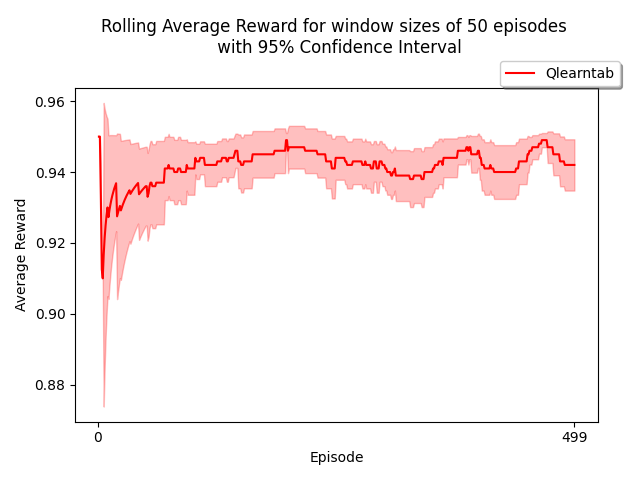 Rolling Average Reward for window sizes of 50 episodes
with 95% Confidence Interval
Qlearntab
0.96
0.94
0.92
0.90
0.88
Average Reward
0
499
Episode